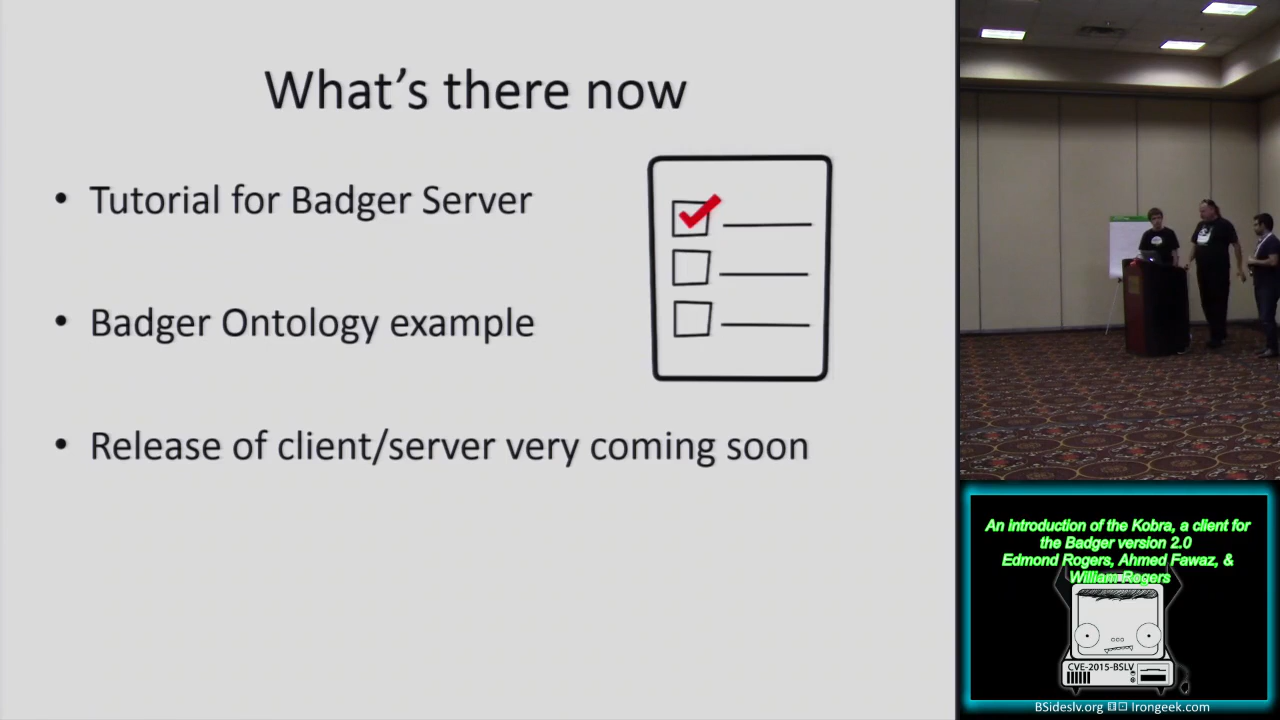 What's there now
• Tutorial for Badger Server
• Badger Ontology example
• Release of client/server very coming soon
An introduction of the Kobra, a client for
the Badger version 2.0
Edmond Rogers, Ahmed Fawaz, &
William Rogers
CVE-2015-BSLV
BSideslv.org Irongeek.com